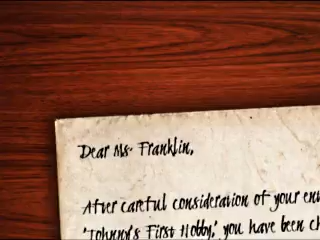 Dear Ms. Franklin,
After careful consideration of your
"Johnny's First Hobby," you have been